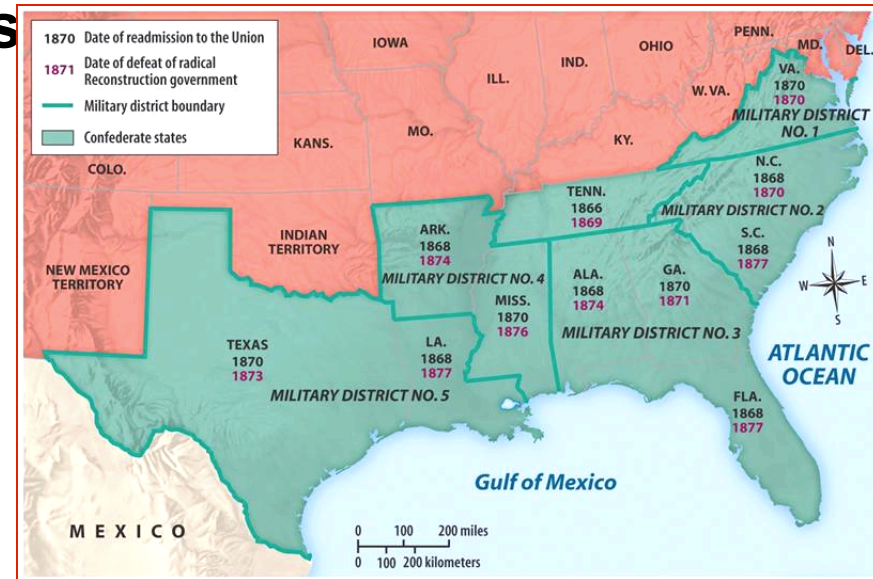 s
1870 Date of readmission to the Union
1871 Date of defeat of radical
Reconstruction government
Military district boundary
Confederate states
IOWA
ILL.
IND.
OHIO
PENN.
MD.
DEL.
W. VA.
VA.
1870
1870
MILITARY DISTRICT
NO. 1
COLO.
KANS.
MO.
KY.
N.C.
1868
1870
MILITARY DISTRICT NO. 2
TENN.
1866
1869
S.C.
1868
1877
NEW MEXICO
TERRITORY
INDIAN
TERRITORY
ARK.
1868
1874
MILITARY DISTRICT NO. 4
MISS.
1870
1876
ALA.
1868
1874
GA.
1870
1871
MILITARY DISTRICT NO. 3
N
W
E
S
TEXAS
1870
1873
LA.
1868
1877
MILITARY DISTRICT NO. 5
ATLANTIC
OCEAN
FLA.
1868
1877
Gulf of Mexico
MEXICO
0 100 200 miles
0 100 200 kilometers